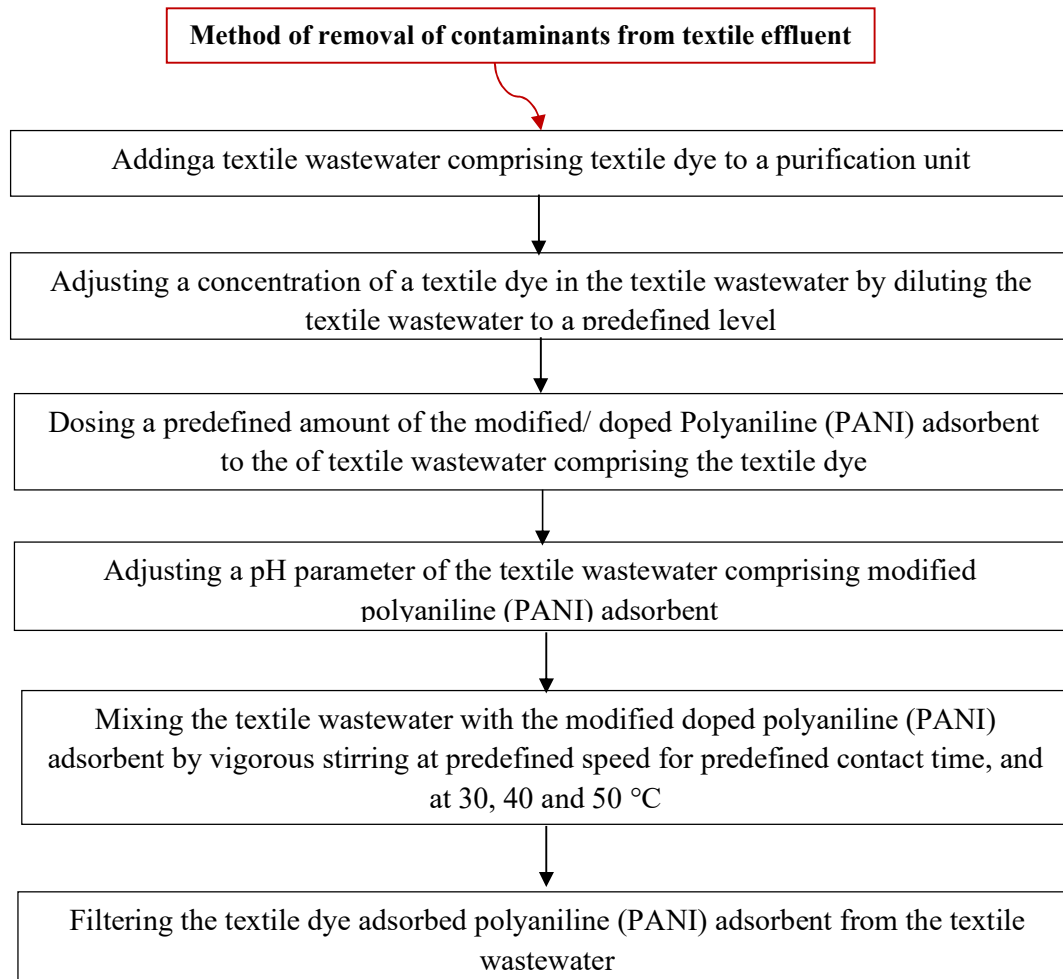 Method of removal of contaminants from textile effluent
Addinga textile wastewater comprising textile dye to a purification unit
Adjusting a concentration of a textile dye in the textile wastewater by diluting the
textile wastewater to a predefined level
Dosing a predefined amount of the modified/ doped Polyaniline (PANI) adsorbent
to the of textile wastewater comprising the textile dye
Adjusting a pH parameter of the textile wastewater comprising modified
polyaniline (PANI) adsorbent
Mixing the textile wastewater with the modified doped polyaniline (PANI)
adsorbent by vigorous stirring at predefined speed for predefined contact time, and
at 30, 40 and 50 °C
Filtering the textile dye adsorbed polyaniline (PANI) adsorbent from the textile
wastewater